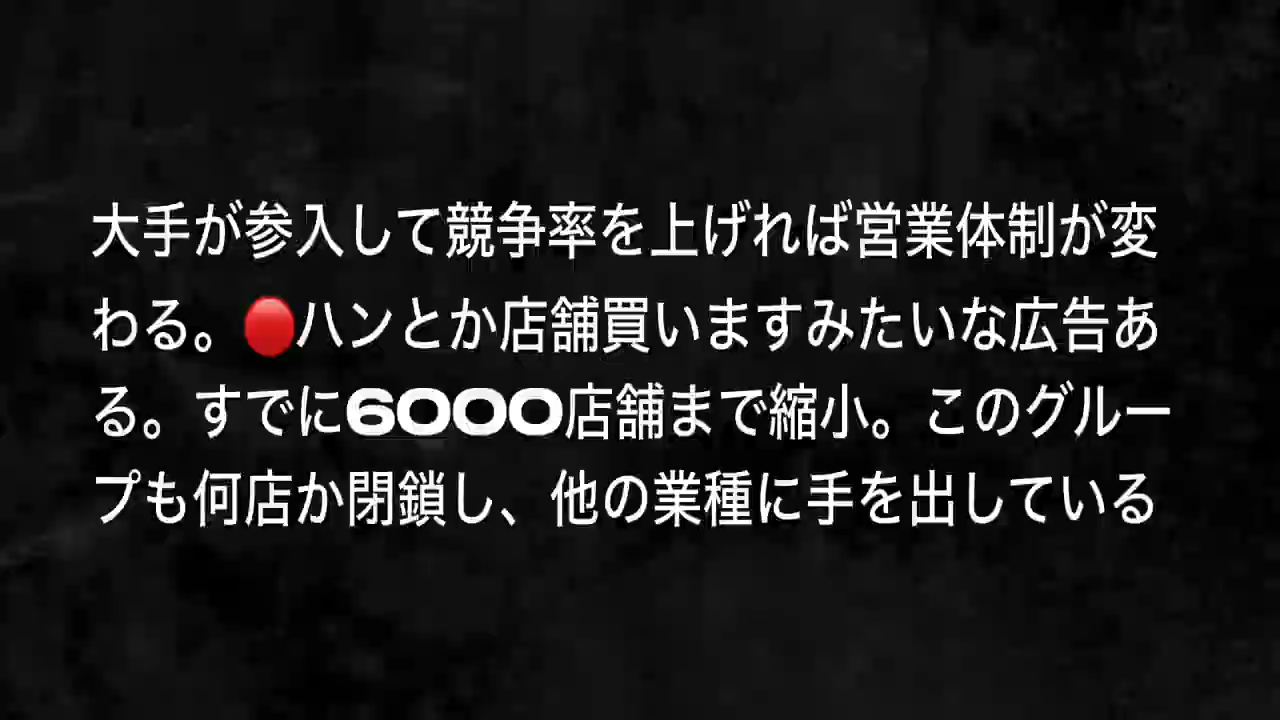 大手が参入して競争率を上げれば営業体制が変
わる。🔴ハンとか店舗買いますみたいな広告あ
る。すでに6000店舗まで縮小。このグルー
プも何店か閉鎖し、他の業種に手を出している